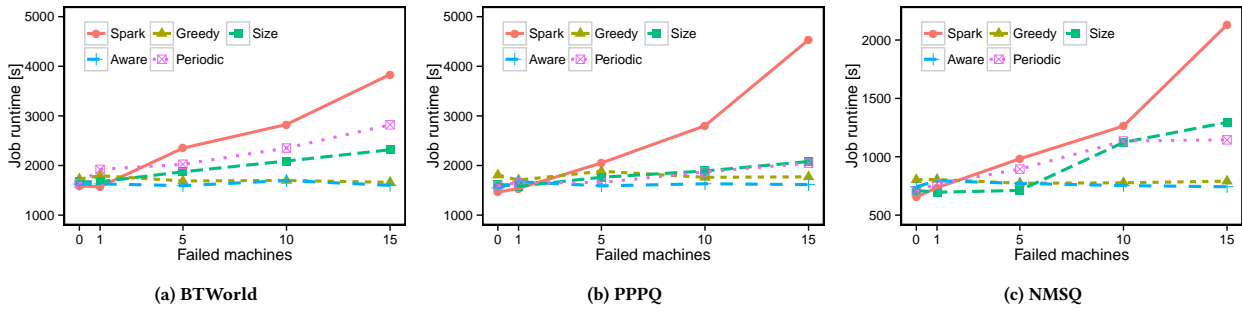 5000
4000
3000
2000
1000
Job runtime [s]
Spark Greedy Size
Aware Periodic
0 1 5 10 15
Failed machines
(a) BTWorld
5000
4000
3000
2000
1000
Job runtime [s]
Spark Greedy Size
Aware Periodic
0 1 5 10 15
Failed machines
(b) PPPQ
2000
1500
1000
500
Job runtime [s]
Spark Greedy Size
Aware Periodic
0 1 5 10 15
Failed machines
(c) NMSQ